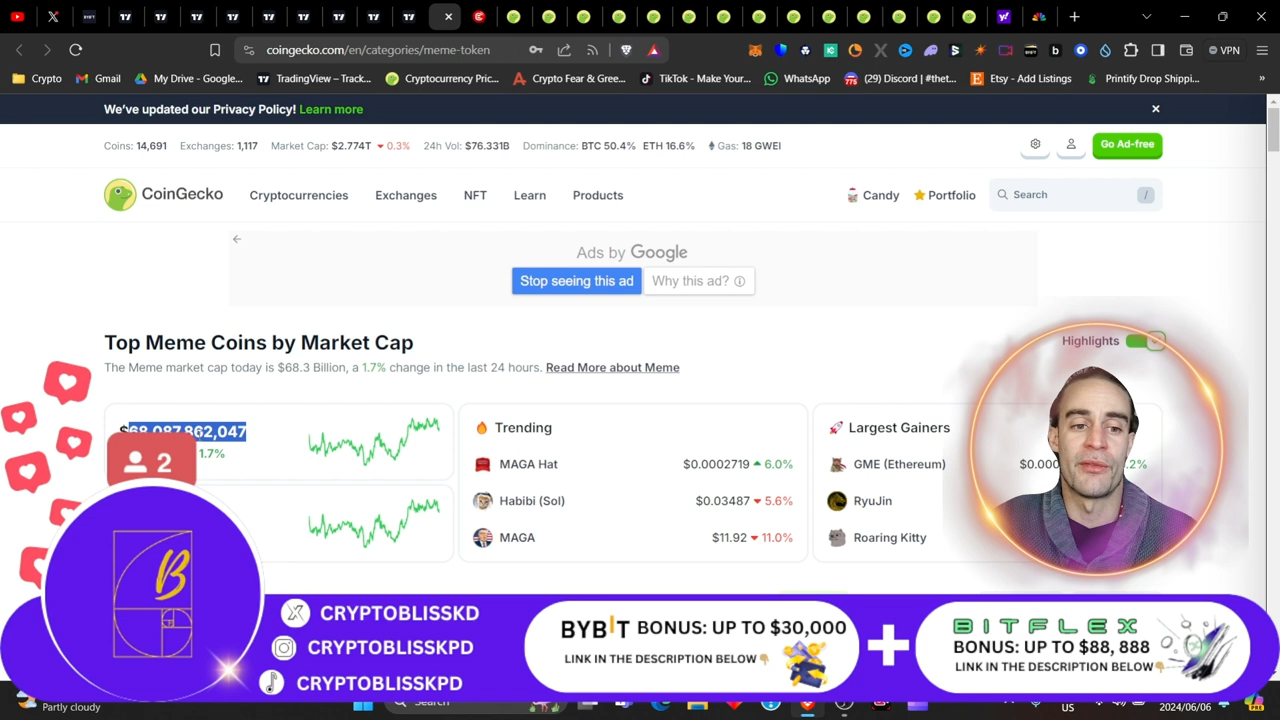 coingecko.com/en/categories/meme-token
VPN
Crypto
Gmail
My Drive - Google...
TradingView – Track...
Cryptocurrency Pric...
Crypto Fear & Gree...
TikTok - Make Your...
WhatsApp
(29) Discord | #thet...
Etsy - Add Listings
Printify Drop Shippi...
We've updated our Privacy Policy! Learn more
Coins: 14,691 Exchanges: 1,117 Market Cap: $2.774T 0.3% 24h Vol: $76.331B Dominance: BTC 50.4% ETH 16.6% Gas: 18 GWEI
Go Ad-free
CoinGecko
Cryptocurrencies Exchanges NFT Learn Products
Candy Portfolio Search /
Ads by Google
Stop seeing this ad Why this ad?
Top Meme Coins by Market Cap
Highlights
The Meme market cap today is $68.3 Billion, a 1.7% change in the last 24 hours. Read More about Meme
$68,087,862,047
1.7%
Trending
MAGA Hat $0.0002719 6.0%
Habibi (Sol) $0.03487 5.6%
MAGA $11.92 11.0%
Largest Gainers
GME (Ethereum) $0.000 .2%
RyuJin
Roaring Kitty
2
B
CRYPTOBLISSKD
CRYPTOBLISSKPD
CRYPTOBLISSKPD
BYBIT BONUS: UP TO $30,000
LINK IN THE DESCRIPTION BELOW
BITFLEX
BONUS: UP TO $88, 888
LINK IN THE DESCRIPTION BELOW
Partly cloudy
Search
US
2024/06/06